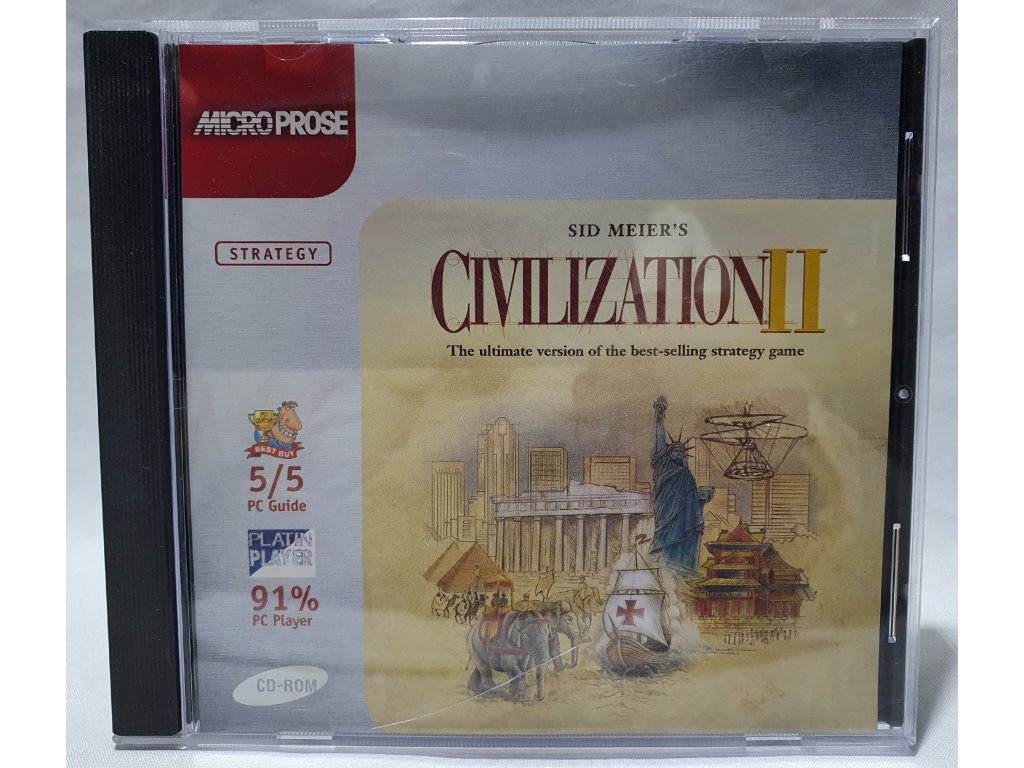 MICROPROSE
STRATEGY
SID MEIER'S
CIVILIZATION II
The ultimate version of the best-selling strategy game
BEST BUY
5/5
PC Guide
PLATIN
PLAYER
91%
PC Player
CD-ROM